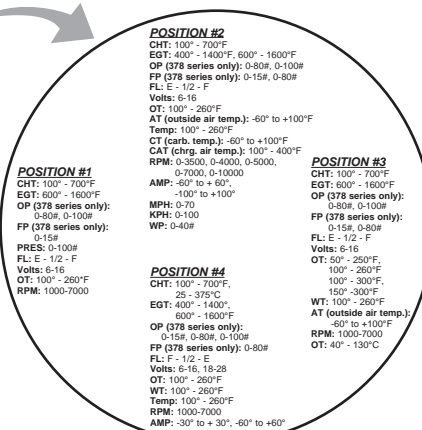 POSITION #2
CHT: 100° - 700°F
EGT: 400° - 1400°F, 600° - 1600°F
OP (378 series only): 0-80#, 0-100#
FP (378 series only): 0-15#, 0-80#
FL: E - 1/2 - F
Volts: 6-16
OT: 100° - 260°F
AT (outside air temp.): -60° to +100°F
Temp: 100° - 260°F
CT (carb. temp.): -60° to +100°F
CAT (chrg. air temp.): 100° - 400°F
RPM: 0-3500, 0-4000, 0-5000,
0-7000, 0-10000
AMP: -60° to + 60°,
-100° to +100°
MPH: 0-70
KPH: 0-100
WP: 0-40#
POSITION #1
CHT: 100° - 700°F
EGT: 600° - 1600°F
OP (378 series only):
0-80#, 0-100#
FP (378 series only):
0-15#
PRES: 0-100#
FL: E - 1/2 - F
Volts: 6-16
OT: 100° - 260°F
RPM: 1000-7000
POSITION #3
CHT: 100° - 700°F
EGT: 600° - 1600°F
OP (378 series only):
0-80#, 0-100#
FP (378 series only):
0-15#, 0-80#
FL: E - 1/2 - F
Volts: 6-16
OT: 50° - 250°F,
100° - 260°F
100° - 300°F,
150° -300°F
WT: 100° - 260°F
AT (outside air temp.):
-60° to +100°F
RPM: 1000-7000
OT: 40° - 130°C
POSITION #4
CHT: 100° - 700°F,
25 - 375°C
EGT: 400° - 1400°,
600° - 1600°F
OP (378 series only):
0-15#, 0-80#, 0-100#
FP (378 series only): 0-80#
FL: F - 1/2 - E
Volts: 6-16, 18-28
OT: 100° - 260°F
WT: 100° - 260°F
Temp: 100° - 260°F
RPM: 1000-7000
AMP: -30° to + 30°, -60° to +60°